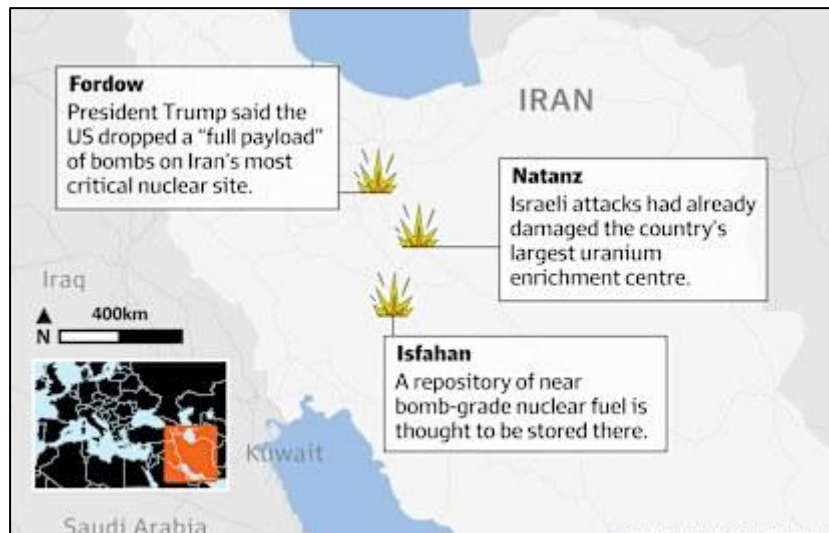 Fordow
President Trump said the
US dropped a “full payload”
of bombs on Iran’s most
critical nuclear site.
IRAN
Natanz
Israeli attacks had already
damaged the country’s
largest uranium
enrichment centre.
Iraq
400km
N
Isfahan
A repository of near
bomb-grade nuclear fuel is
thought to be stored there.
Kuwait
Saudi Arabia